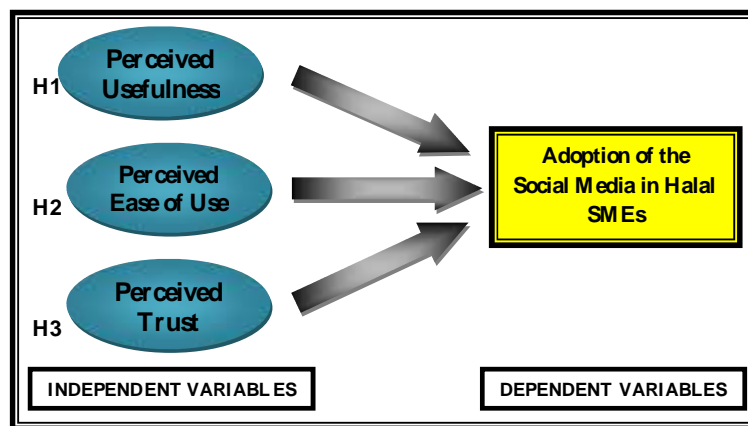 Perceived
Usefulness
H1
Perceived
Ease of Use
H2
Perceived
Trust
H3
Adoption of the
Social Media in Halal
SMEs
INDEPENDENT VARIABLES
DEPENDENT VARIABLES